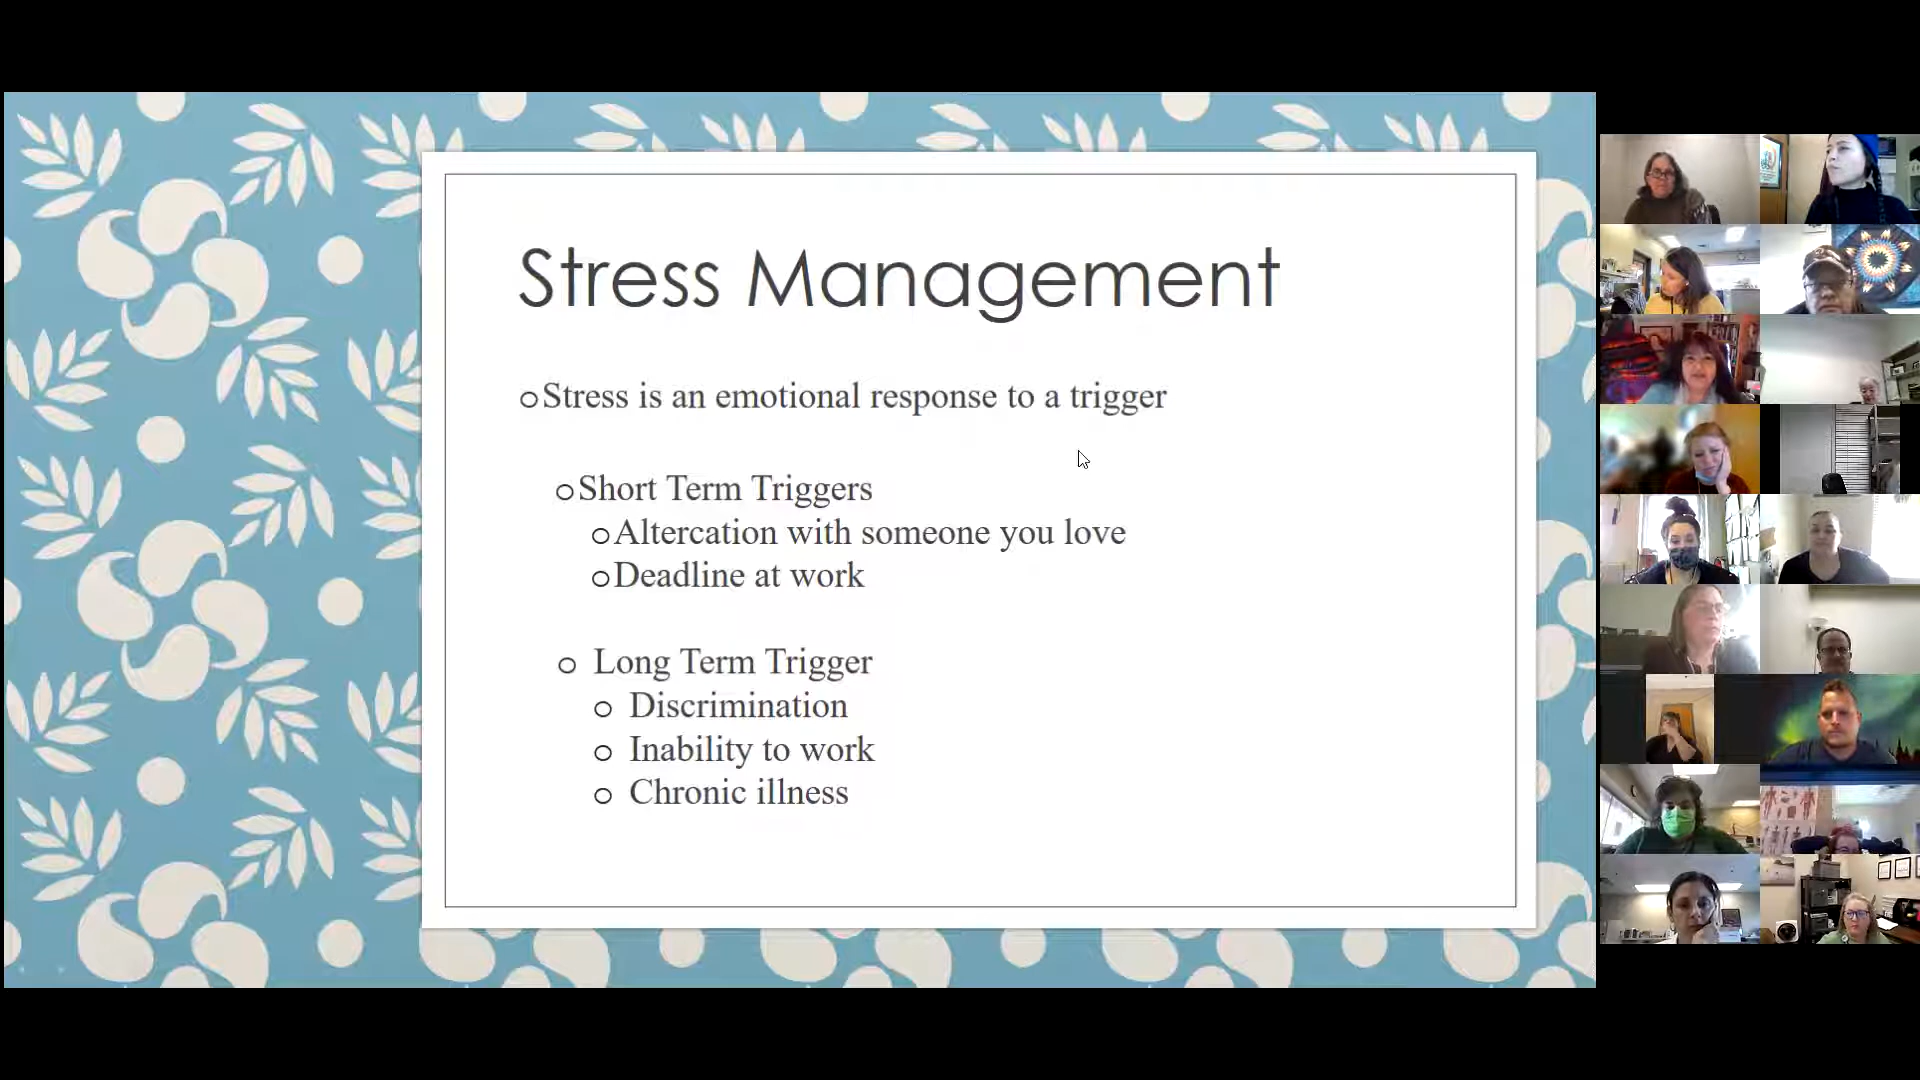 Stress Management
Stress is an emotional response to a trigger
Short Term Triggers
Altercation with someone you love
Deadline at work
Long Term Trigger
Discrimination
Inability to work
Chronic illness